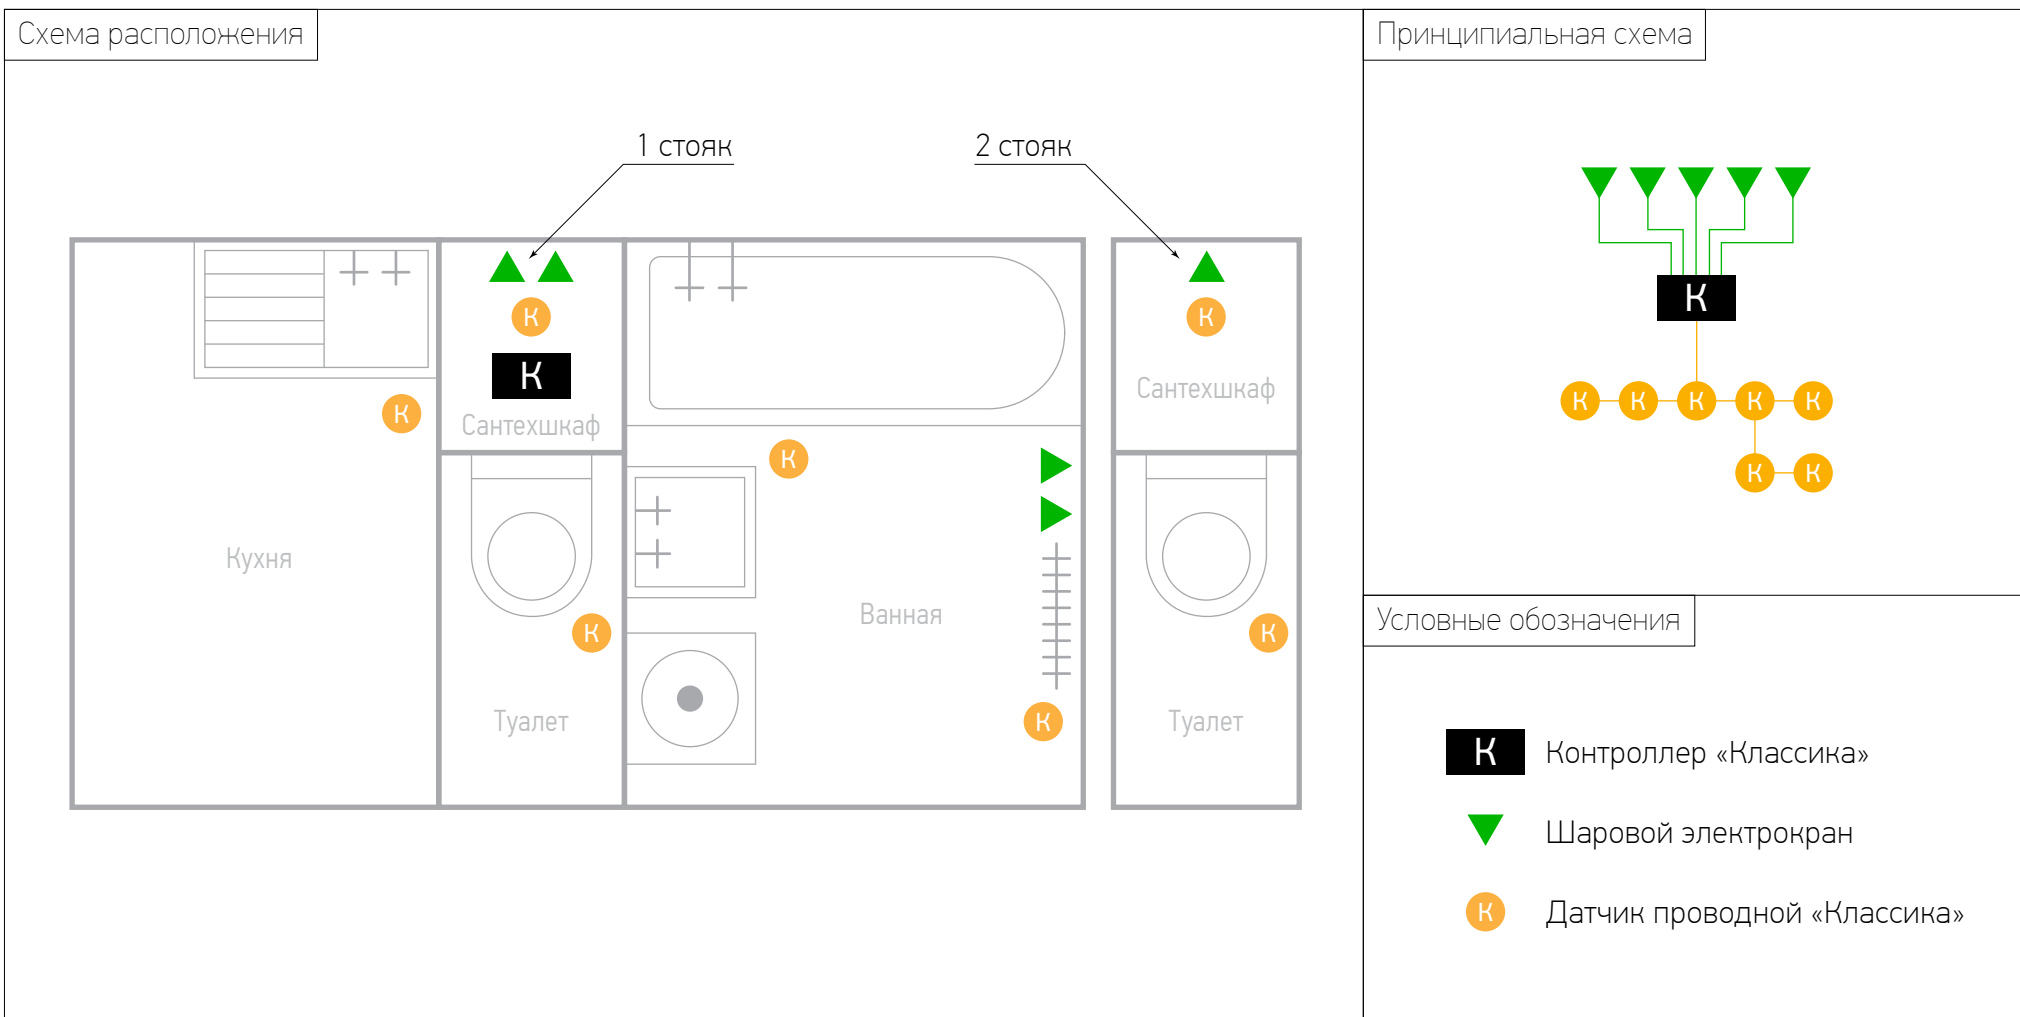 Схема расположения
1 стояк
2 стояк
К
К
К
К
Сантехшкаф
К
Сантехшкаф
К
Кухня
Ванная
К
К
Туалет
К
Туалет
Принципиальная схема
К
К К К К К
К К
Условные обозначения
К Контроллер «Классика»
Шаровой электрокран
К Датчик проводной «Классика»